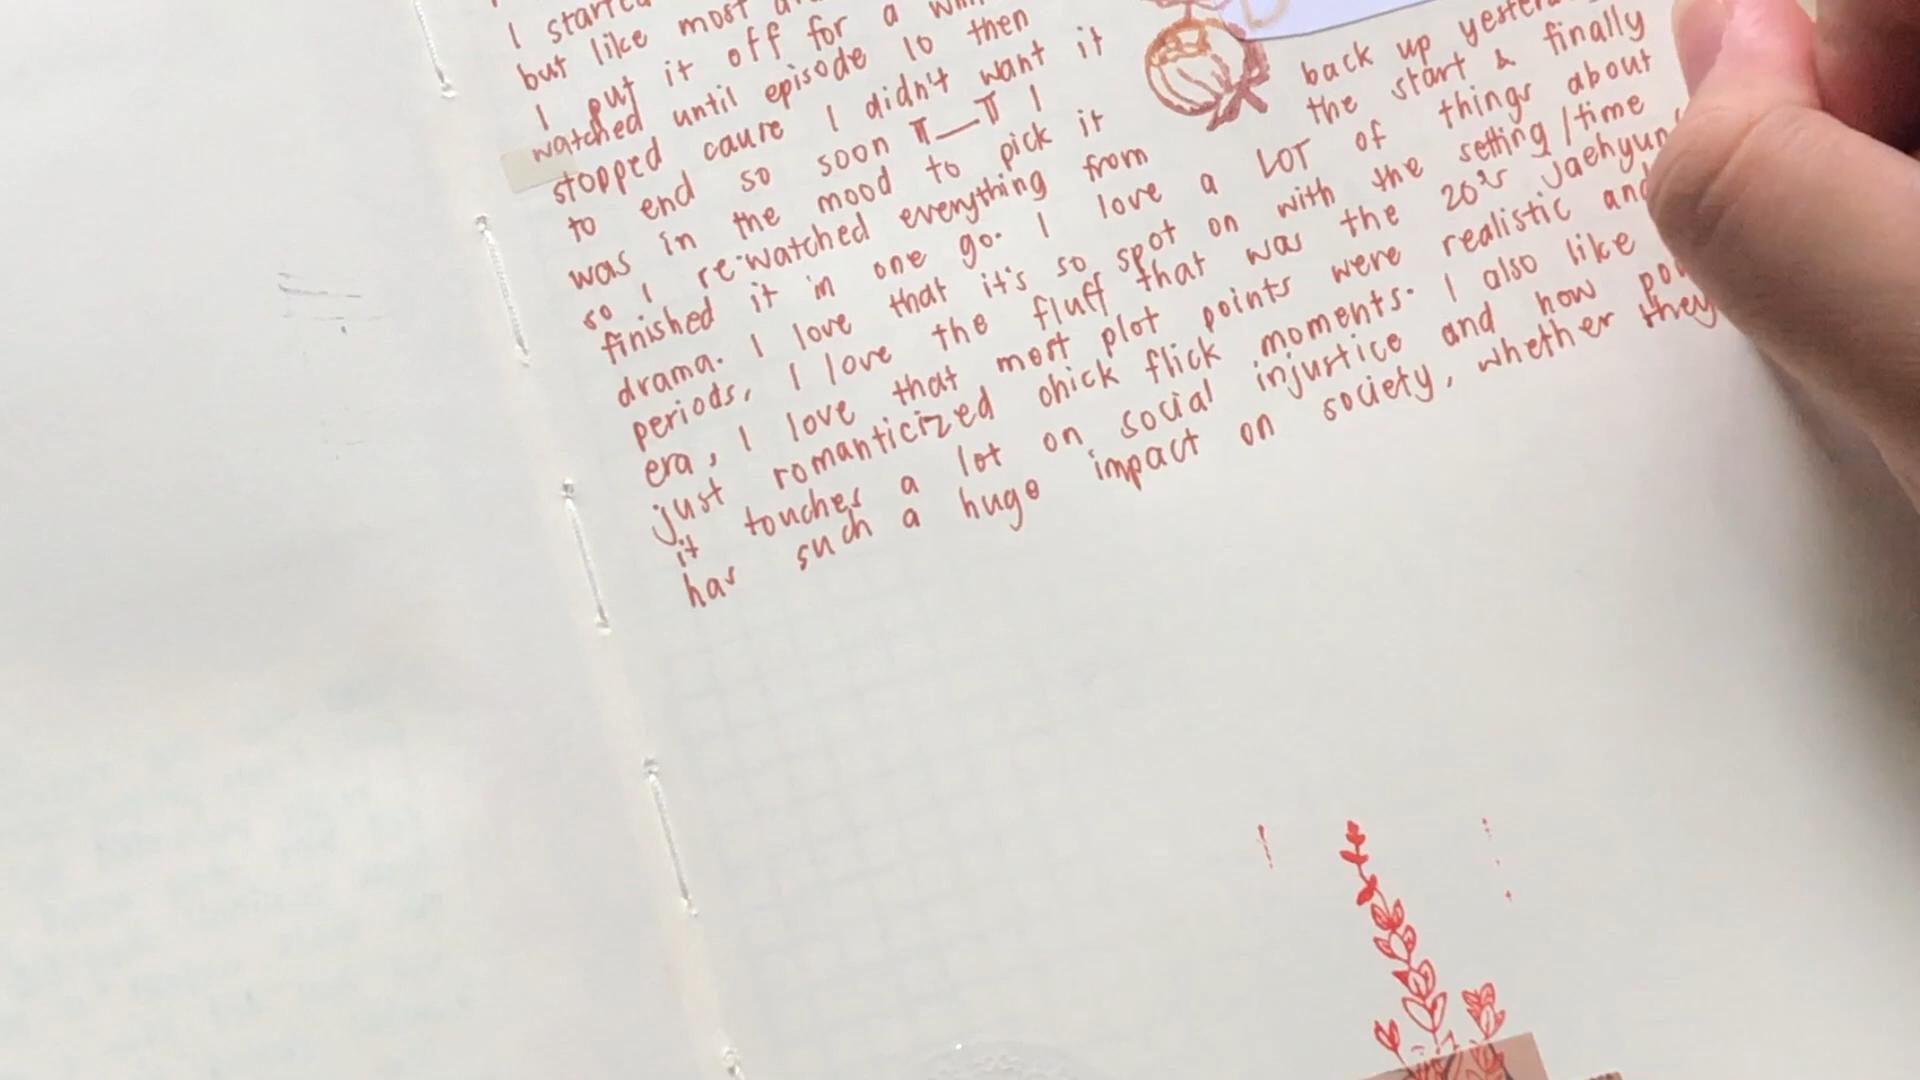 I started
but like most
I put it off for a
watched until episode 10 then
stopped cause I didn't want it
to end so soon TT__TT I
was in the mood to pick it back up
so I re-watched everything from the start & finally
finished it in one go. I love a LOT of things about
drama. I love that it's so spot on with the setting/time
periods, I love the fluff that was the 20's Jaehyun
era, I love that most plot points were realistic and
just romanticized chick flick moments. I also like
it touches a lot on social injustice and how
has such a huge impact on society, whether they